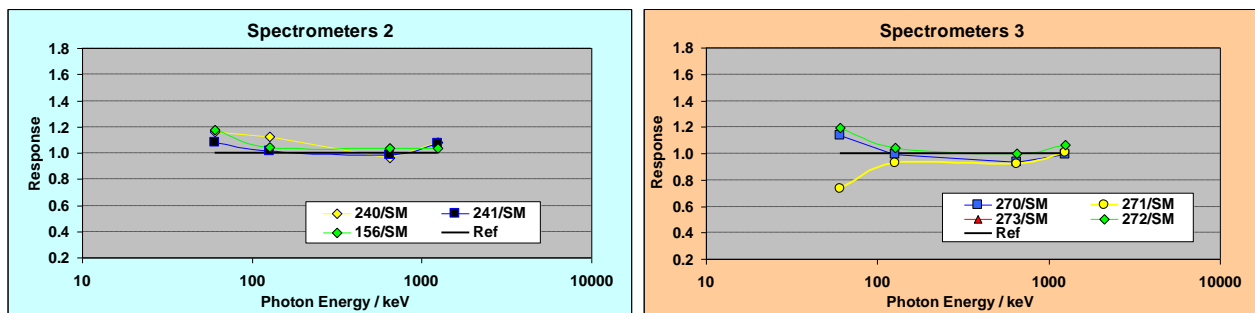 Spectrometers 2
1.8
1.6
1.4
1.2
1.0
0.8
0.6
0.4
0.2
Response
10 100 1000 10000
Photon Energy / keV
240/SM 241/SM
156/SM Ref
Spectrometers 3
1.8
1.6
1.4
1.2
1.0
0.8
0.6
0.4
0.2
Response
10 100 1000 10000
Photon Energy / keV
270/SM 271/SM
273/SM 272/SM
Ref